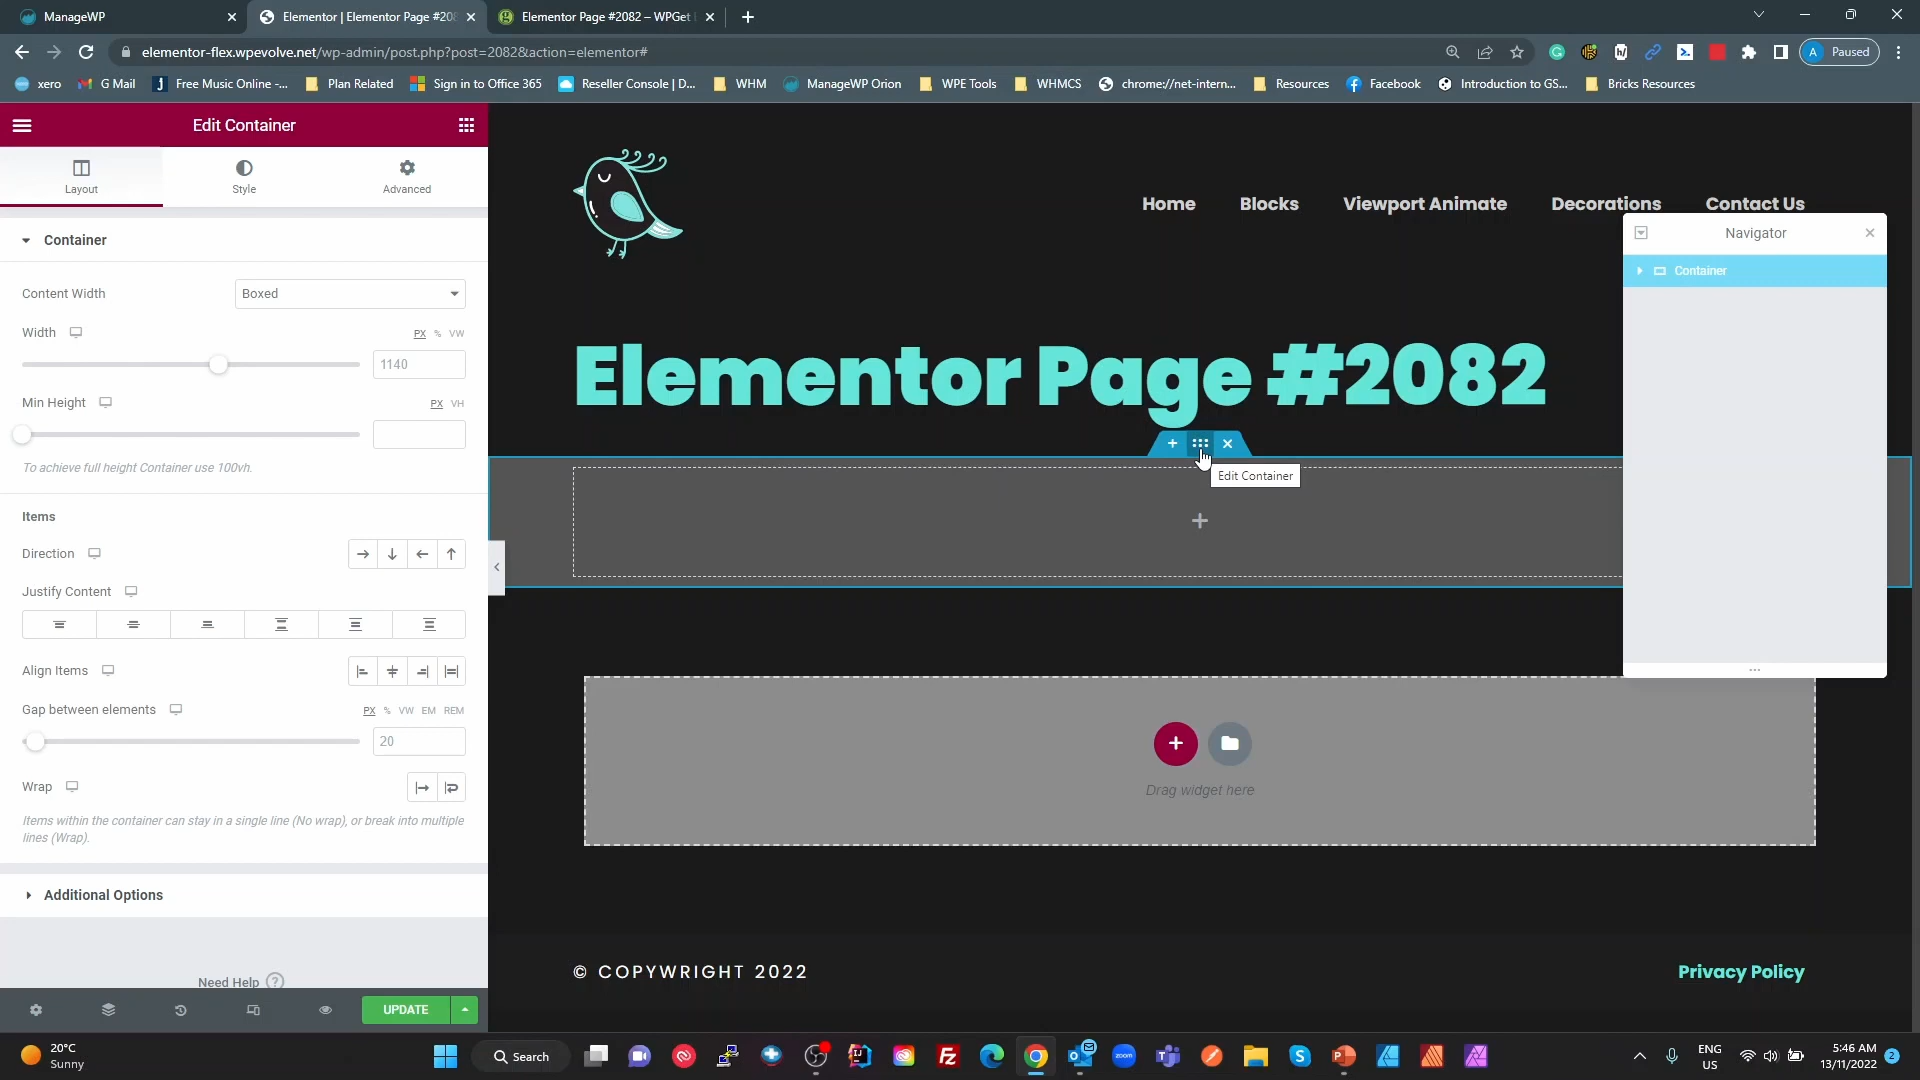 ManageWP
Elementor | Elementor Page #208
Elementor Page #2082 – WPGet
elementor-flex.wpevolve.net/wp-admin/post.php?post=2082&action=elementor#
Paused
xero
G Mail
Free Music Online -...
Plan Related
Sign in to Office 365
Reseller Console | D...
WHM
ManageWP Orion
WPE Tools
WHMCS
chrome://net-intern...
Resources
Facebook
Introduction to GS...
Bricks Resources
Edit Container
Layout
Style
Advanced
Container
Content Width
Boxed
Width
PX % VW
1140
Min Height
PX VH
To achieve full height Container use 100vh.
Items
Direction
Justify Content
Align Items
Gap between elements
PX % VW EM REM
20
Wrap
Items within the container can stay in a single line (No wrap), or break into multiple
lines (Wrap).
Additional Options
Need Help
UPDATE
Home
Blocks
Viewport Animate
Decorations
Contact Us
Navigator
Container
Elementor Page #2082
Edit Container
Drag widget here
© COPYWRIGHT 2022
Privacy Policy
20°C
Sunny
Search
ENG
US
5:46 AM
13/11/2022
2